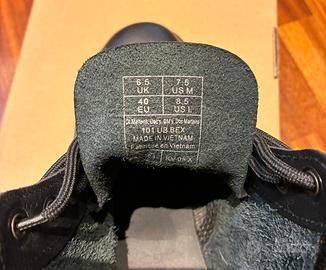 6.5 7.5
UK US M
40 8.5
EU US L
Dr. Martens, Doc's, DM's, Doc Martens
101 UB BEX
MADE IN VIETNAM
Fabriqué en Vietnam